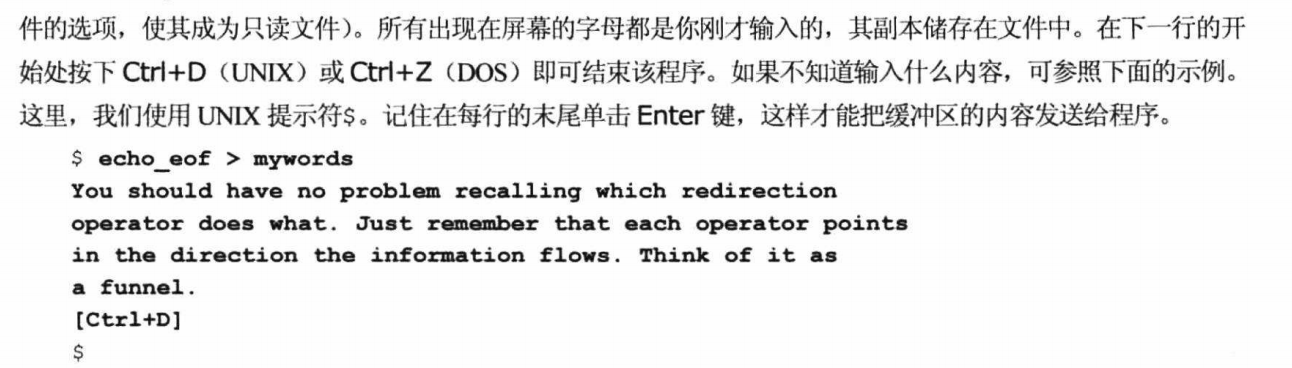 件的选项，使其成为只读文件）。所有出现在屏幕的字母都是你刚才输入的，其副本储存在文件中。在下一行的开
始处按下 Ctrl+D（UNIX）或 Ctrl+Z（DOS）即可结束该程序。如果不知道输入什么内容，可参照下面的示例。
这里，我们使用 UNIX 提示符$。记住在每行的末尾单击 Enter 键，这样才能把缓冲区的内容发送给程序。
$ echo_eof > mywords
You should have no problem recalling which redirection
operator does what. Just remember that each operator points
in the direction the information flows. Think of it as
a funnel.
[Ctrl+D]
$